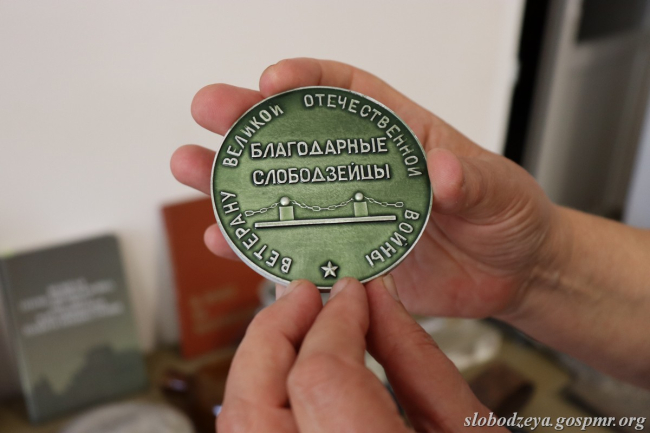 ВЕТЕРАНУ ВЕЛИКОЙ ОТЕЧЕСТВЕННОЙ ВОЙНЫ
БЛАГОДАРНЫЕ
СЛОБОДЗЕЙЦЫ
slobodzeya.gospmr.org